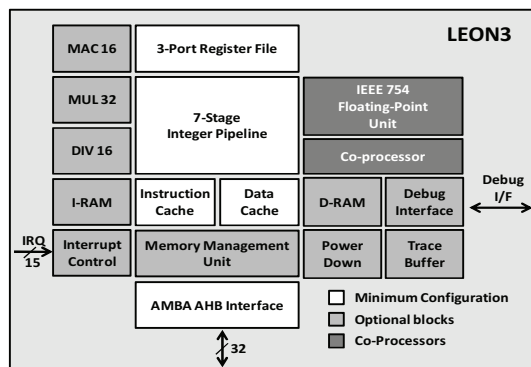 LEON3
MAC 16
3-Port Register File
MUL 32
7-Stage
Integer Pipeline
IEEE 754
Floating-Point
Unit
DIV 16
Co-processor
I-RAM
Instruction
Cache
Data
Cache
D-RAM
Debug
Interface
Debug
I/F
IRQ
15
Interrupt
Control
Memory Management
Unit
Power
Down
Trace
Buffer
AMBA AHB Interface
Minimum Configuration
Optional blocks
Co-Processors
32